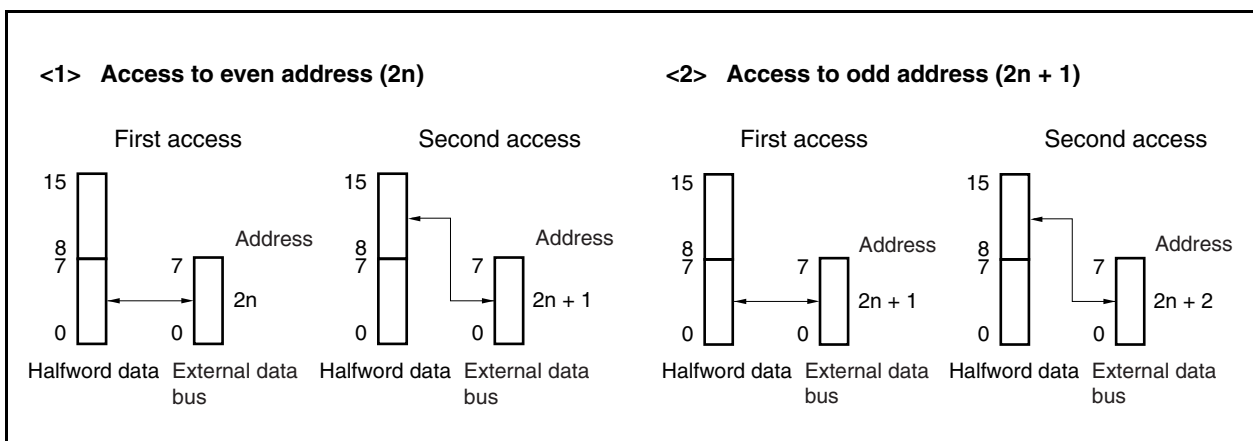 <1> Access to even address (2n)
First access
15
8
7
0
Address
7
2n
0
Halfword data
External data
bus
Second access
15
8
7
0
Address
7
2n + 1
0
Halfword data
External data
bus
<2> Access to odd address (2n + 1)
First access
15
8
7
0
Address
7
2n + 1
0
Halfword data
External data
bus
Second access
15
8
7
0
Address
7
2n + 2
0
Halfword data
External data
bus